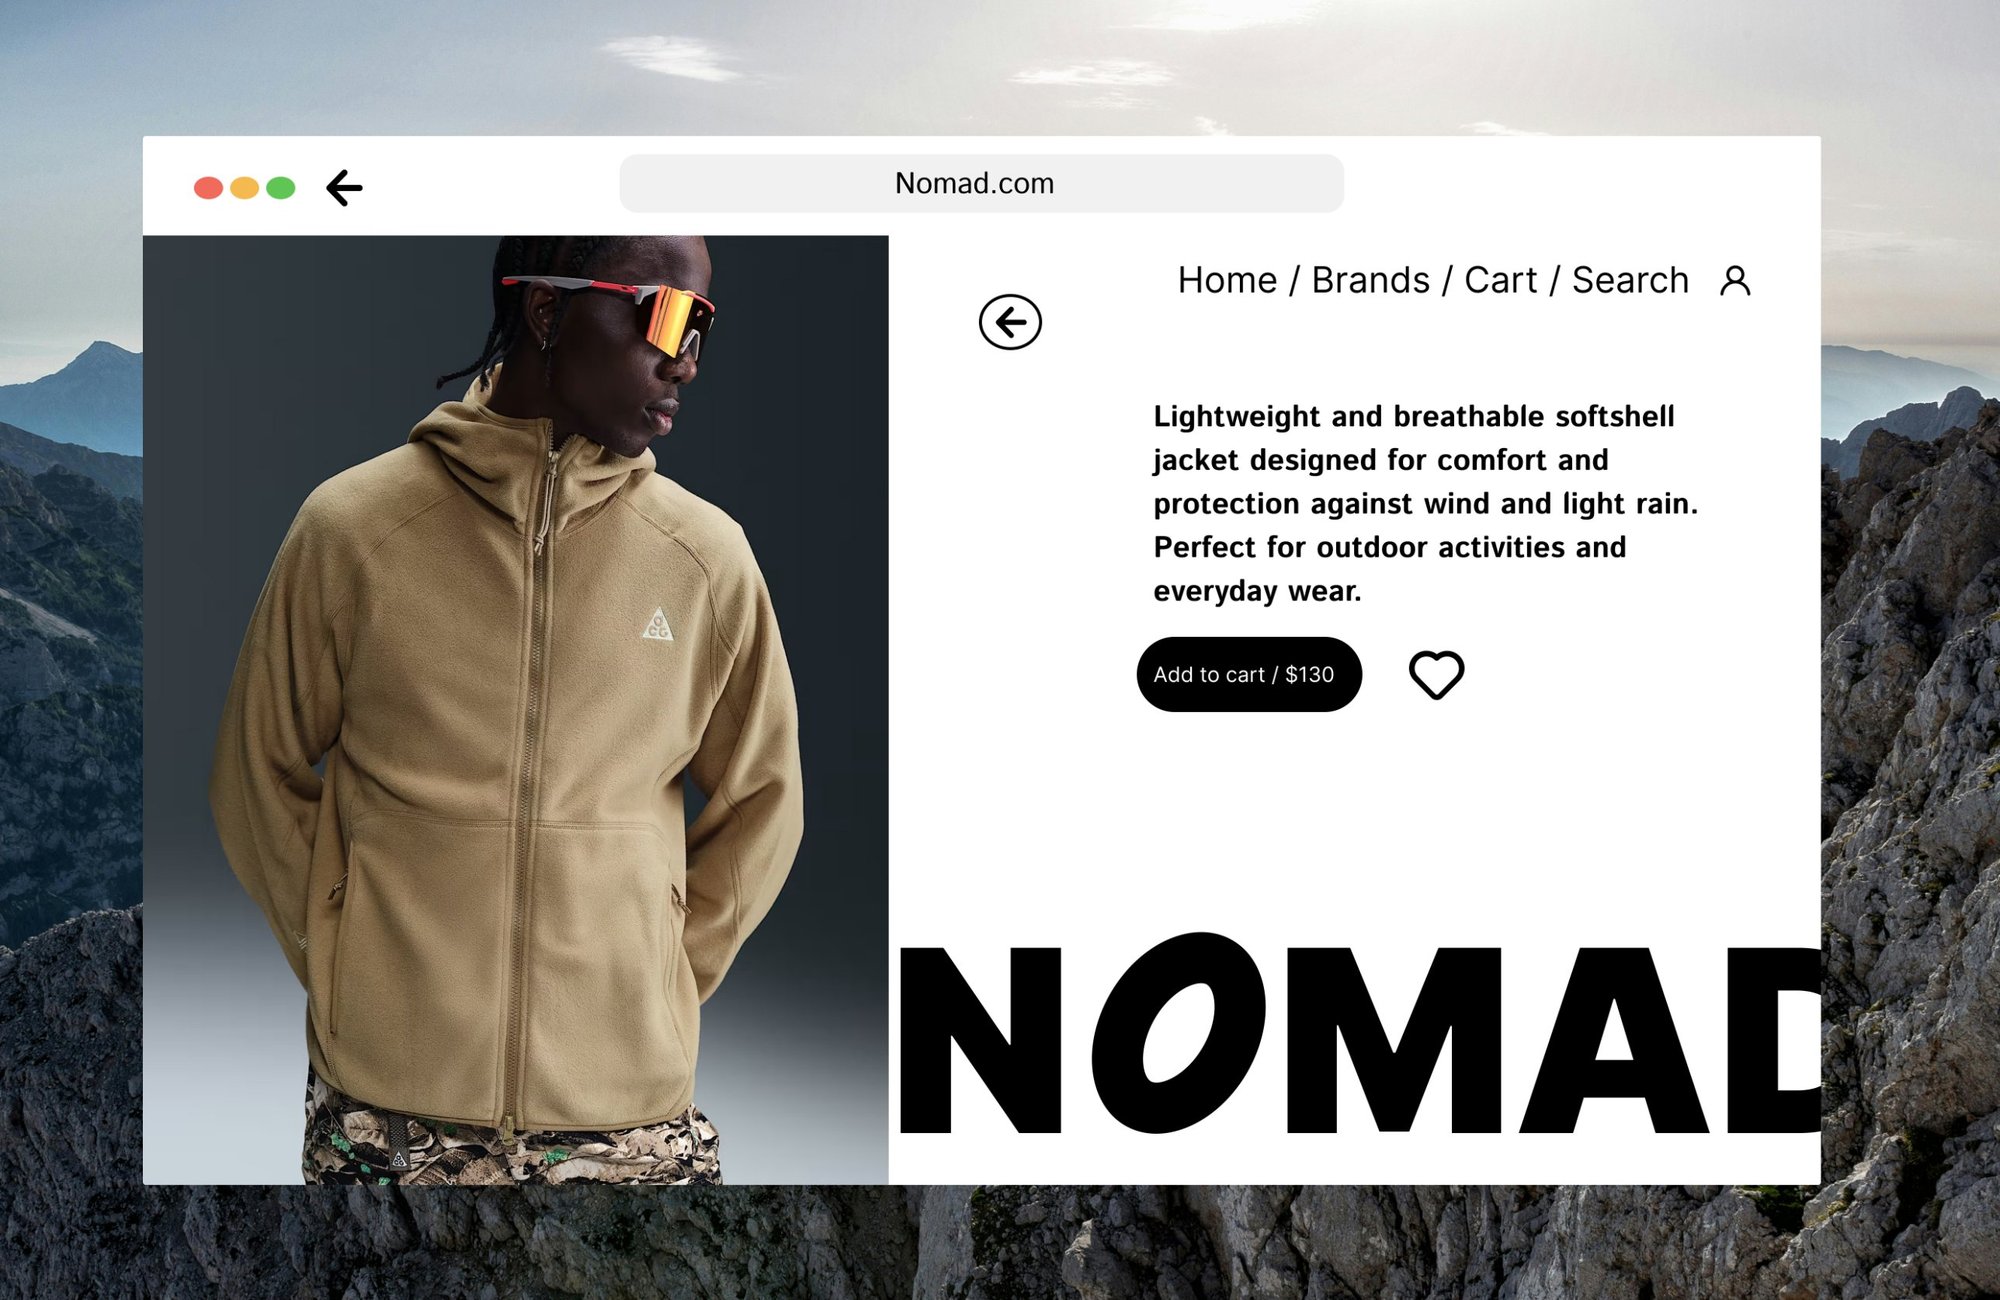 Nomad.com
Home / Brands / Cart / Search
Lightweight and breathable softshell
jacket designed for comfort and
protection against wind and light rain.
Perfect for outdoor activities and
everyday wear.
Add to cart / $130
ACG
NOMAD